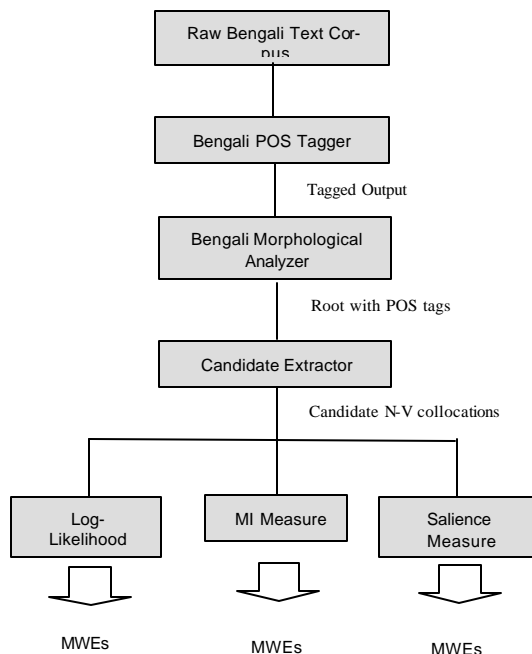 Raw Bengali Text Cor-
pus
Bengali POS Tagger
Tagged Output
Bengali Morphological
Analyzer
Root with POS tags
Candidate Extractor
Candidate N-V collocations
Log-
Likelihood
MI Measure
Salience
Measure
MWEs
MWEs
MWEs